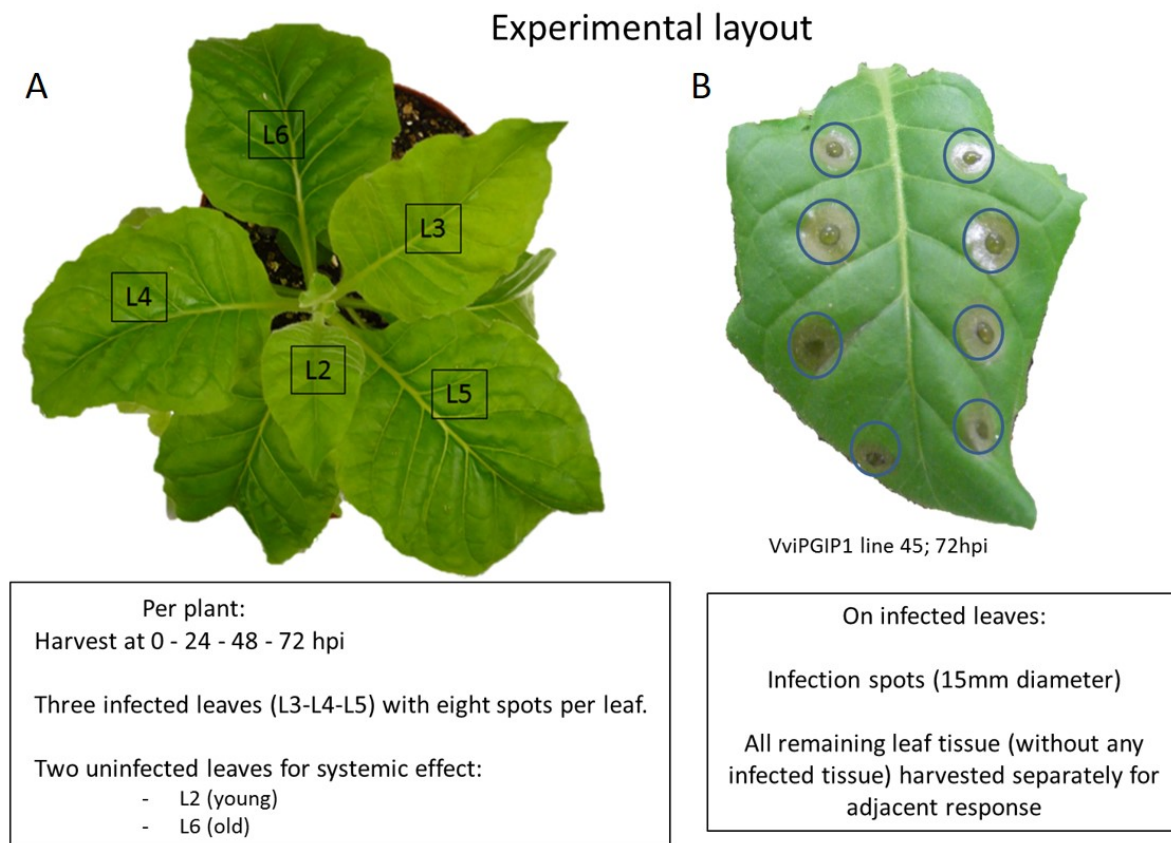 Experimental layout
A
B
L6
L3
L4
L2
L5
VviPGIP1 line 45; 72hpi
Per plant:
Harvest at 0 - 24 - 48 - 72 hpi
Three infected leaves (L3-L4-L5) with eight spots per leaf.
Two uninfected leaves for systemic effect:
- L2 (young)
- L6 (old)
On infected leaves:
Infection spots (15mm diameter)
All remaining leaf tissue (without any
infected tissue) harvested separately for
adjacent response